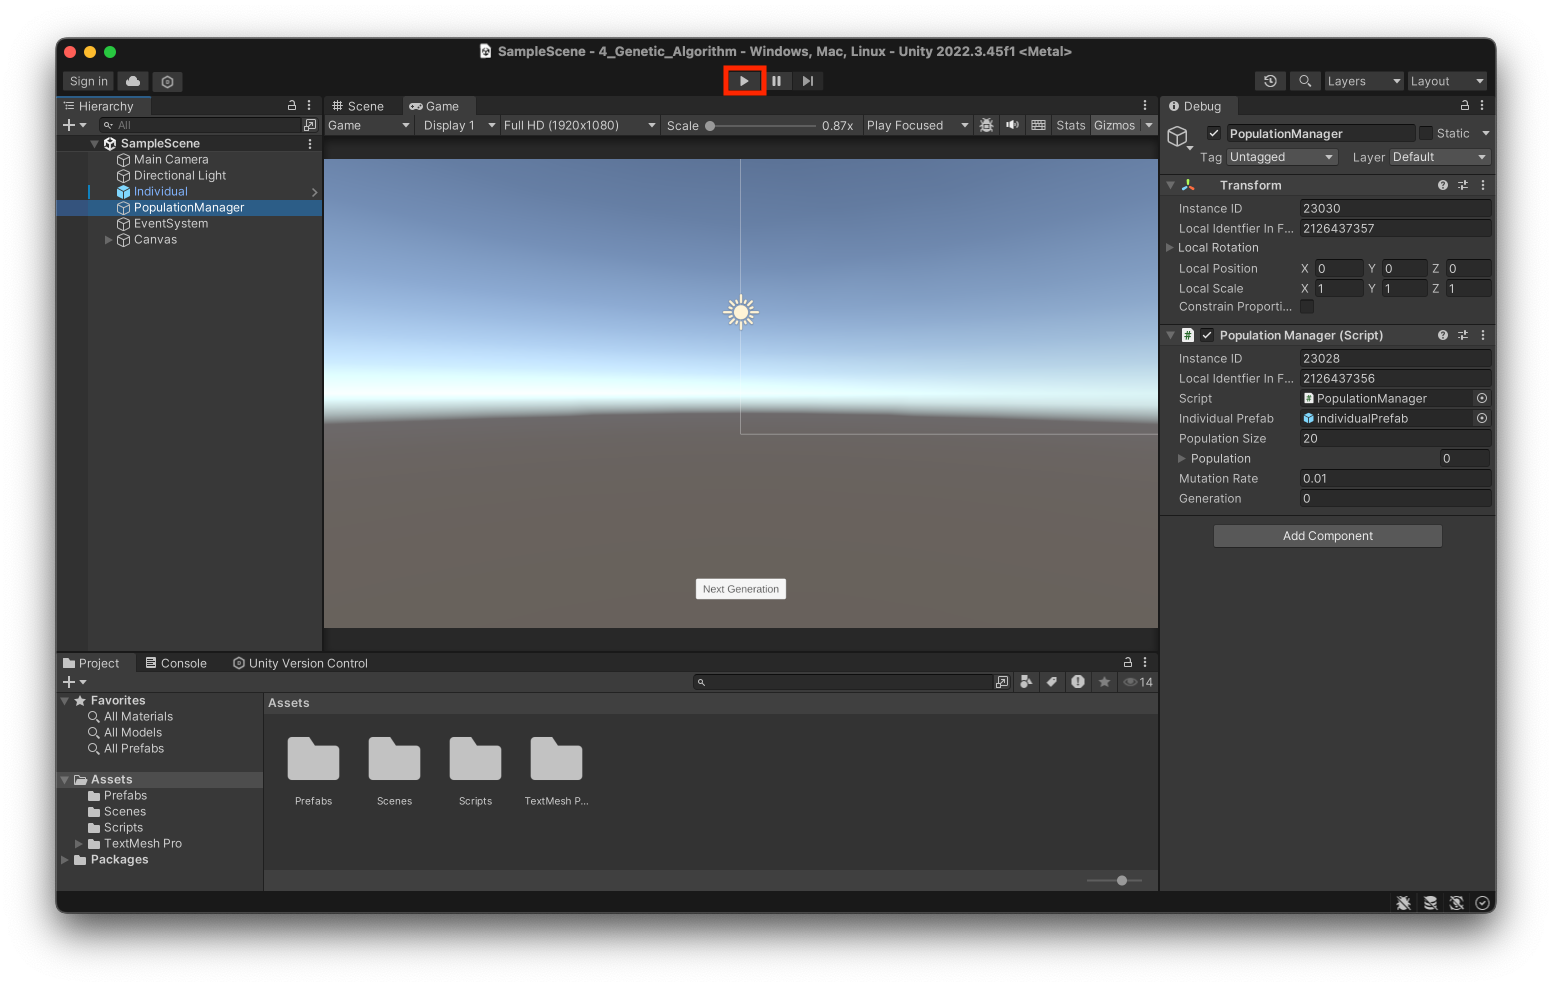 SampleScene - 4_Genetic_Algorithm - Windows, Mac, Linux - Unity 2022.3.45f1 <Metal>
Sign in
Layers
Layout
Hierarchy
All
SampleScene
Main Camera
Directional Light
Individual
PopulationManager
EventSystem
Canvas
Scene
Game
Game
Display 1
Full HD (1920x1080)
Scale
0.87x
Play Focused
Stats
Gizmos
Next Generation
Debug
PopulationManager
Static
Tag
Untagged
Layer
Default
Transform
Instance ID
23030
Local Identfier In F...
2126437357
Local Rotation
Local Position
X 0 Y 0 Z 0
Local Scale
X 1 Y 1 Z 1
Constrain Proporti...
# Population Manager (Script)
Instance ID
23028
Local Identfier In F...
2126437356
Script
# PopulationManager
Individual Prefab
individualPrefab
Population Size
20
Population
0
Mutation Rate
0.01
Generation
0
Add Component
Project
Console
Unity Version Control
14
Favorites
All Materials
All Models
All Prefabs
Assets
Prefabs
Scenes
Scripts
TextMesh Pro
Packages
Assets
Prefabs
Scenes
Scripts
TextMesh P...